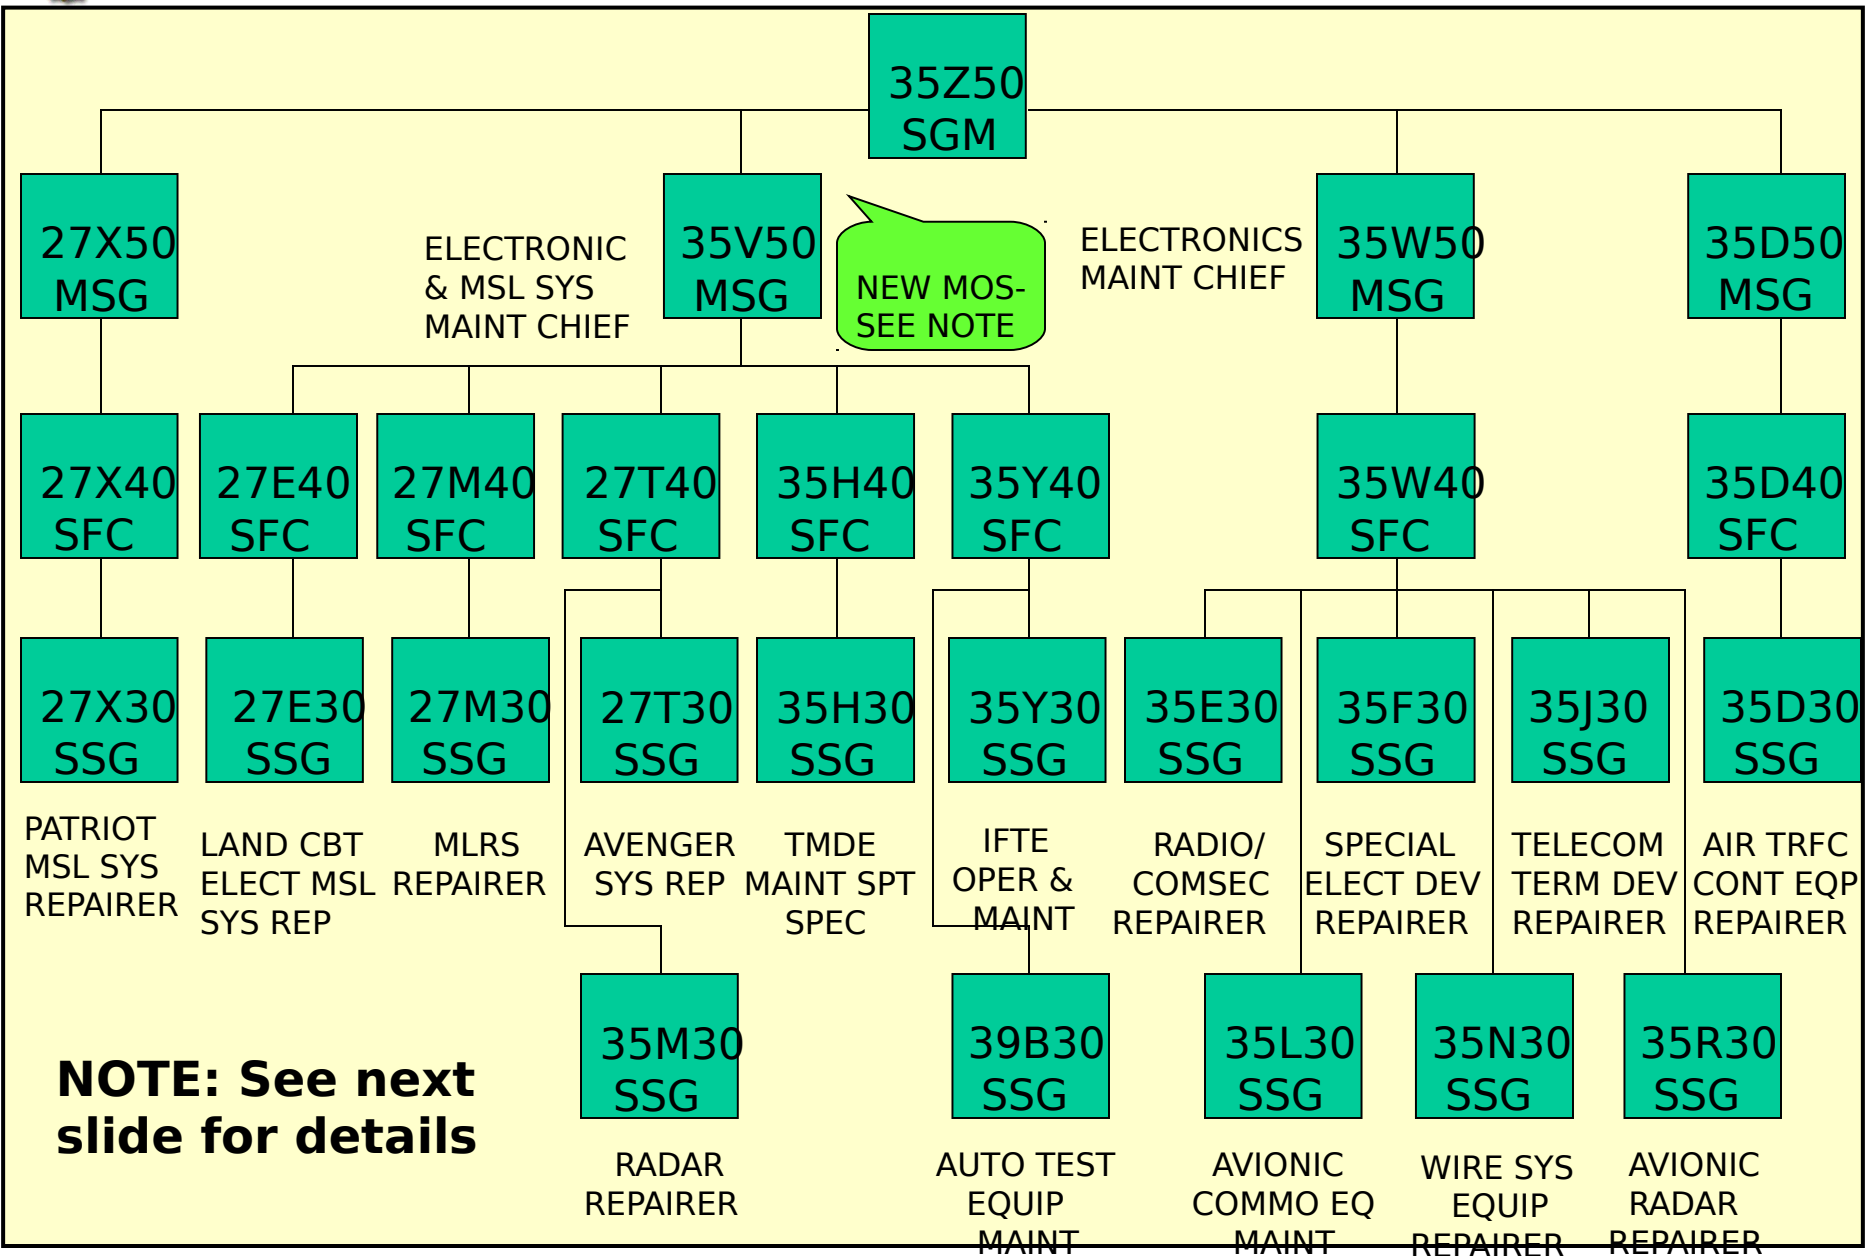 35Z50
SGM
27X50
MSG
ELECTRONIC
& MSL SYS
MAINT CHIEF
35V50
MSG
NEW MOS-
SEE NOTE
ELECTRONICS
MAINT CHIEF
35W50
MSG
35D50
MSG
27X40
SFC
27E40
SFC
27M40
SFC
27T40
SFC
35H40
SFC
35Y40
SFC
35W40
SFC
35D40
SFC
27X30
SSG
27E30
SSG
27M30
SSG
27T30
SSG
35H30
SSG
35Y30
SSG
35E30
SSG
35F30
SSG
35J30
SSG
35D30
SSG
PATRIOT
MSL SYS
REPAIRER
LAND CBT
ELECT MSL
SYS REP
MLRS
REPAIRER
AVENGER
SYS REP
TMDE
MAINT SPT
SPEC
IFTE
OPER &
MAINT
RADIO/
COMSEC
REPAIRER
SPECIAL
ELECT DEV
REPAIRER
TELECOM
TERM DEV
REPAIRER
AIR TRFC
CONT EQP
REPAIRER
35M30
SSG
39B30
SSG
35L30
SSG
35N30
SSG
35R30
SSG
NOTE: See next
slide for details
RADAR
REPAIRER
AUTO TEST
EQUIP
MAINT
AVIONIC
COMMO EQ
MAINT
WIRE SYS
EQUIP
REPAIRER
AVIONIC
RADAR
REPAIRER